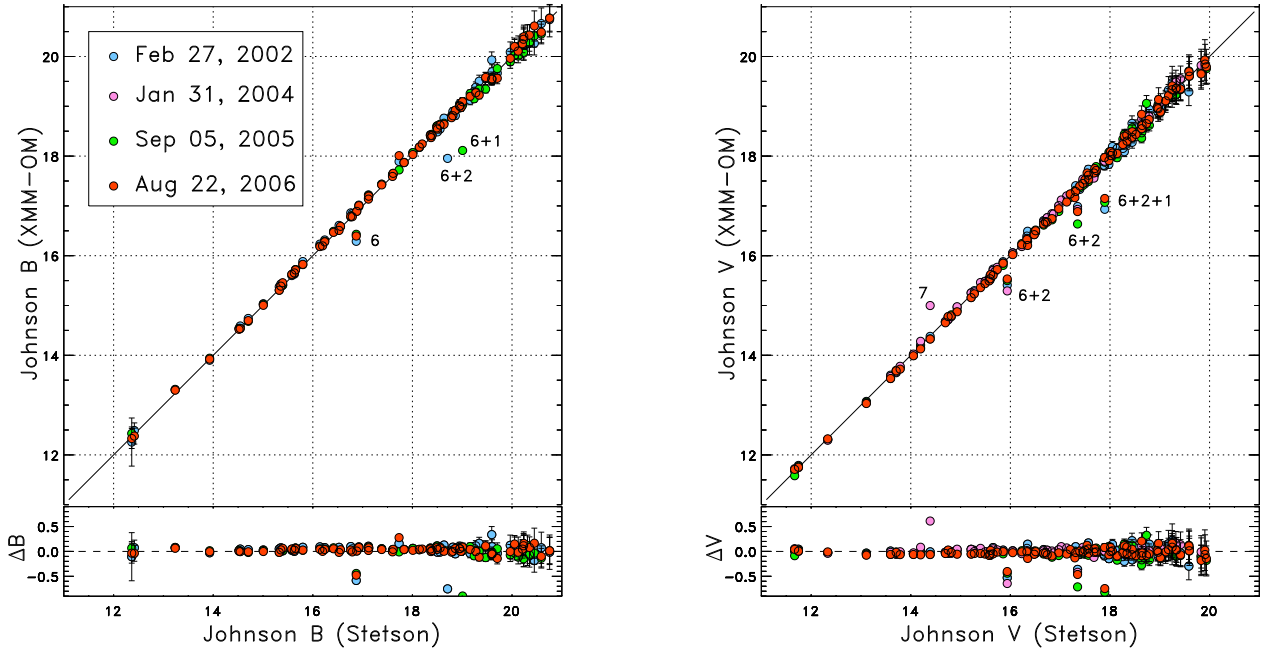 Feb 27, 2002
Jan 31, 2004
Sep 05, 2005
Aug 22, 2006
Johnson B (XMM-OM)
20
18
16
14
12
6+1
6+2
6
ΔB
0.5
0.0
-0.5
12 14 16 18 20
Johnson B (Stetson)
Johnson V (XMM-OM)
20
18
16
14
12
6+2+1
6+2
6+2
7
ΔV
0.5
0.0
-0.5
12 14 16 18 20
Johnson V (Stetson)